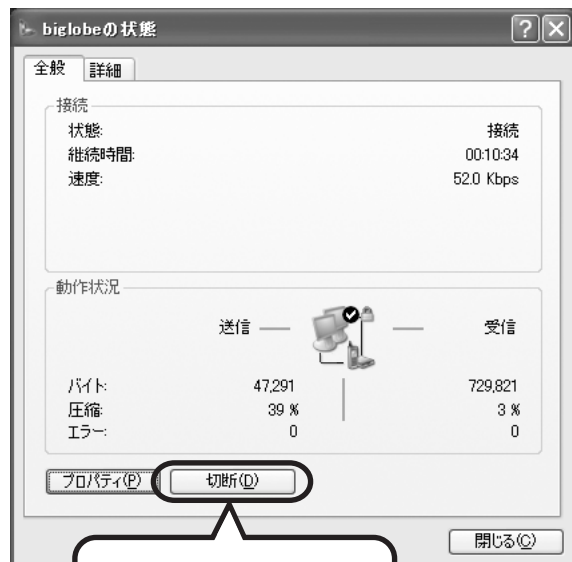 biglobeの状態
全般 詳細
接続
状態: 接続
継続時間: 00:10:34
速度: 52.0 Kbps
動作状況
送信 受信
バイト: 47,291 729,821
圧縮: 39 % 3 %
エラー: 0 0
プロパティ(P) 切断(D)
閉じる(C)